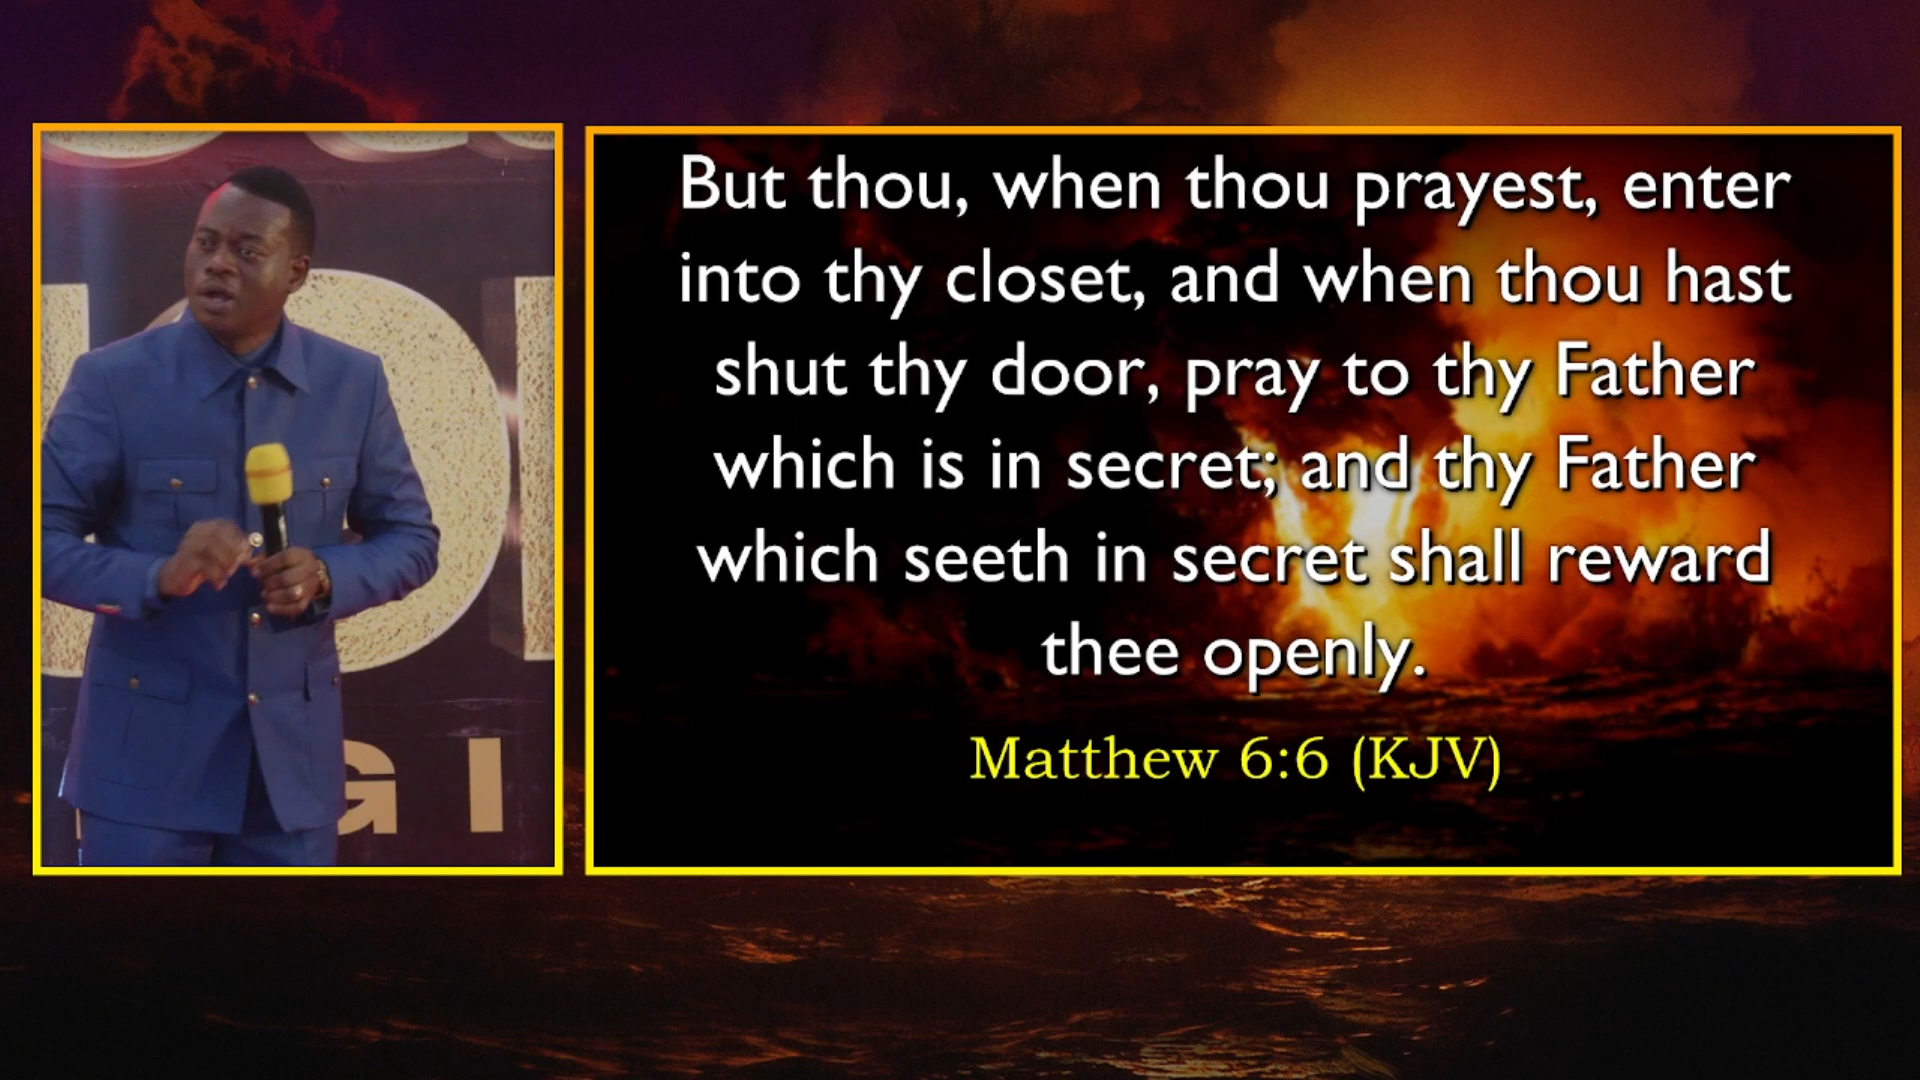 But thou, when thou prayest, enter
into thy closet, and when thou hast
shut thy door, pray to thy Father
which is in secret; and thy Father
which seeth in secret shall reward
thee openly.
Matthew 6:6 (KJV)
G I